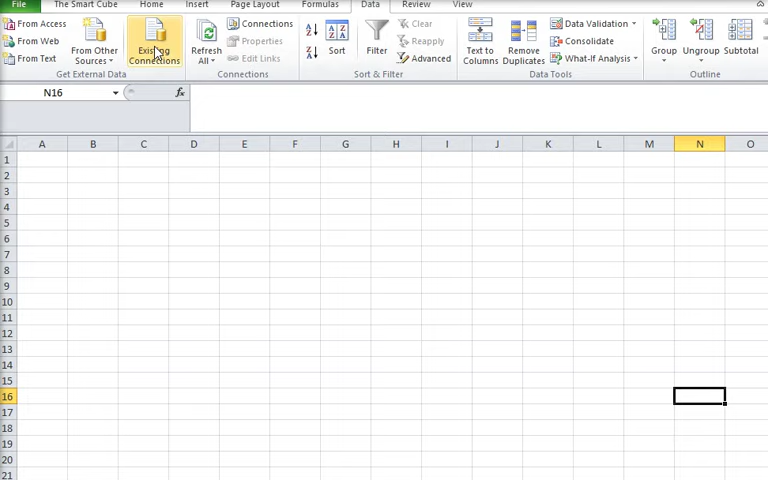 File The Smart Cube Home Insert Page Layout Formulas Data Review View
From Access
From Web
From Text
From Other
Sources
Existing
Connections
Get External Data
Refresh
All
Connections
Properties
Edit Links
Connections
Sort
Filter
Clear
Reapply
Advanced
Sort & Filter
Text to
Columns
Remove
Duplicates
Data Validation
Consolidate
What-If Analysis
Data Tools
Group
Ungroup
Subtotal
Outline
N16 fx
A B C D E F G H I J K L M N O
1
2
3
4
5
6
7
8
9
10
11
12
13
14
15
16
17
18
19
20
21